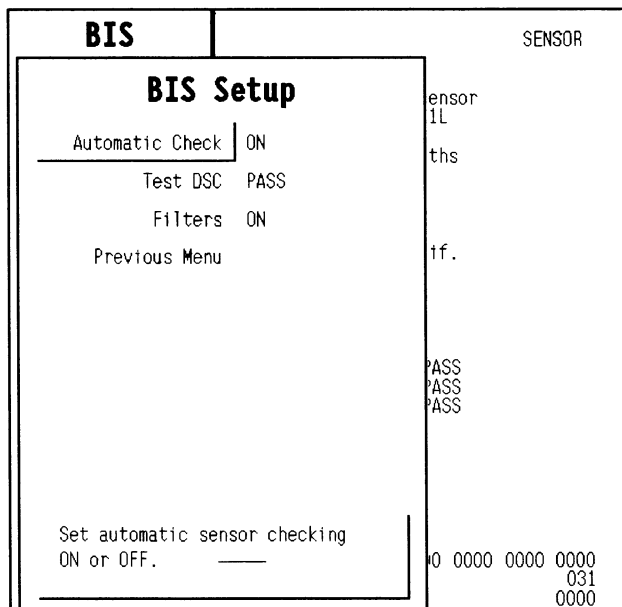 BIS
SENSOR
BIS Setup
Automatic Check ON
Test DSC PASS
Filters ON
Previous Menu
Set automatic sensor checking
ON or OFF.
ensor
1L
ths
if.
PASS
PASS
PASS
0 0000 0000 0000
031
0000